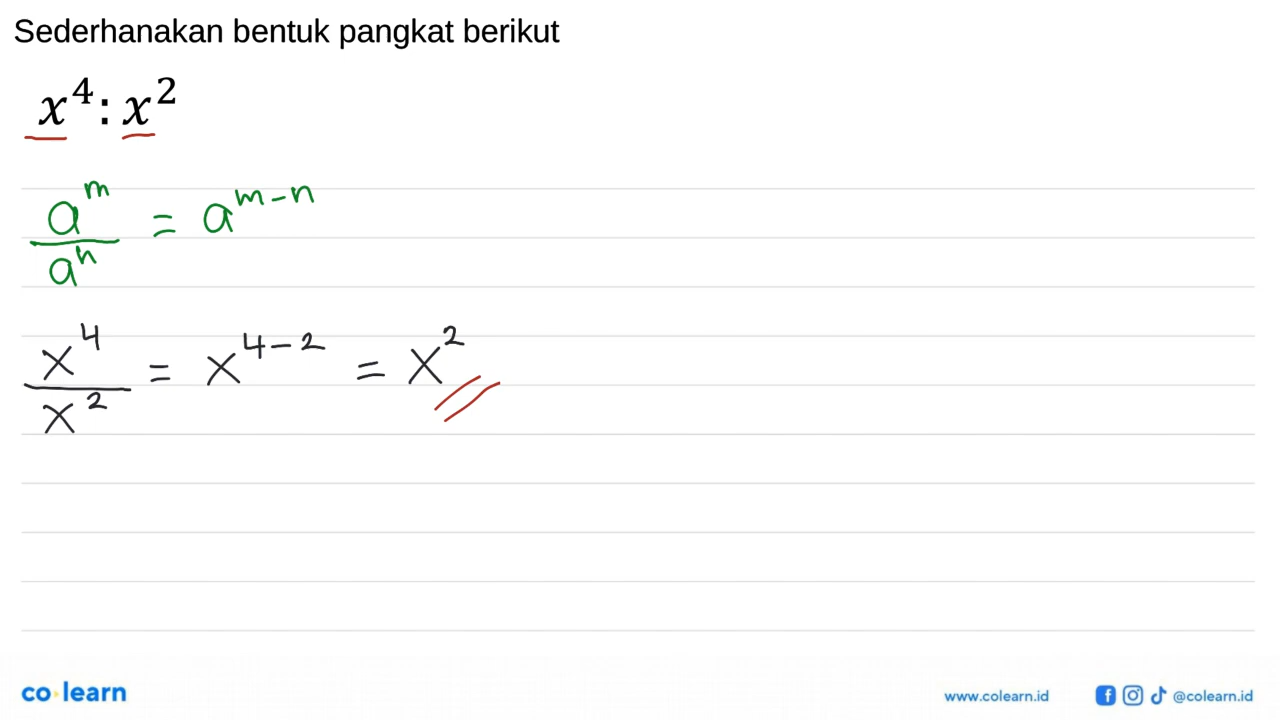 Sederhanakan bentuk pangkat berikut
x^4 : x^2
a^m / a^n = a^{m-n}
x^4 / x^2 = x^{4-2} = x^2
co learn
www.colearn.id
@colearn.id